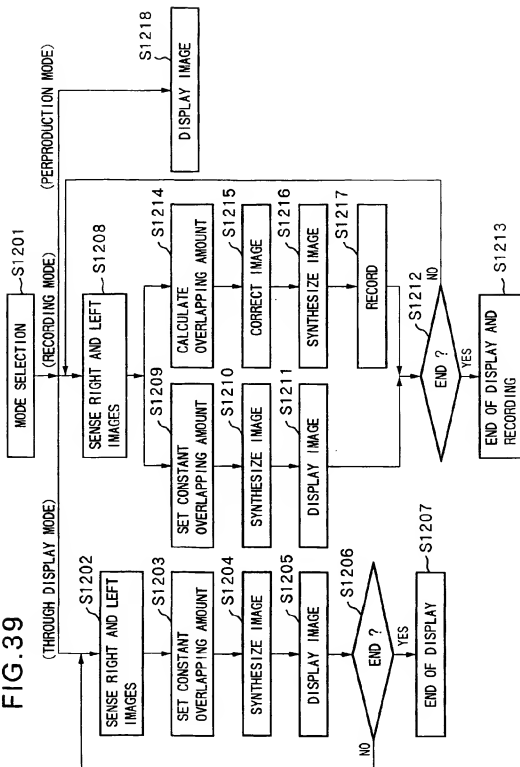 FIG.39
MODE SELECTION
S1201
(THROUGH DISPLAY MODE)
(RECORDING MODE)
(PERPRODUCTION MODE)
S1202
SENSE RIGHT AND LEFT
IMAGES
S1203
SET CONSTANT
OVERLAPPING AMOUNT
S1204
SYNTHESIZE IMAGE
S1205
DISPLAY IMAGE
S1206
END ?
NO
YES
S1207
END OF DISPLAY
S1208
SENSE RIGHT AND LEFT
IMAGES
S1209
SET CONSTANT
OVERLAPPING AMOUNT
S1210
SYNTHESIZE IMAGE
S1211
DISPLAY IMAGE
S1214
CALCULATE
OVERLAPPING AMOUNT
S1215
CORRECT IMAGE
S1216
SYNTHESIZE IMAGE
S1217
RECORD
S1212
END ?
NO
YES
S1213
END OF DISPLAY AND
RECORDING
S1218
DISPLAY IMAGE